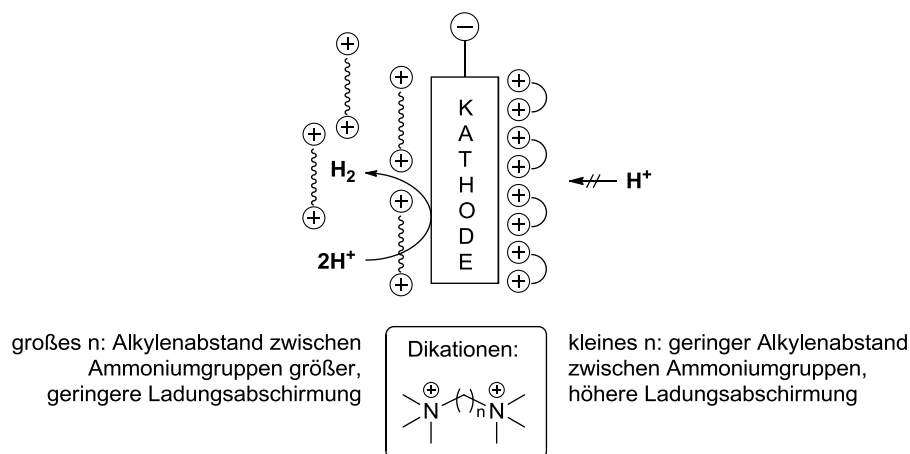 ⊖
⊕ ⊕ ⊕
⊕
⊕ ⊕
⊕ ⊕
⊕ ⊕
⊕ ⊕
⊕ ⊕
⊕
⊕
KATHODE
H₂
2H⁺
H⁺
großes n: Alkylenabstand zwischen
Ammoniumgruppen größer,
geringere Ladungsabschirmung
Dikationen:
⊕ ⊕
N ( )n N
kleines n: geringer Alkylenabstand
zwischen Ammoniumgruppen,
höhere Ladungsabschirmung